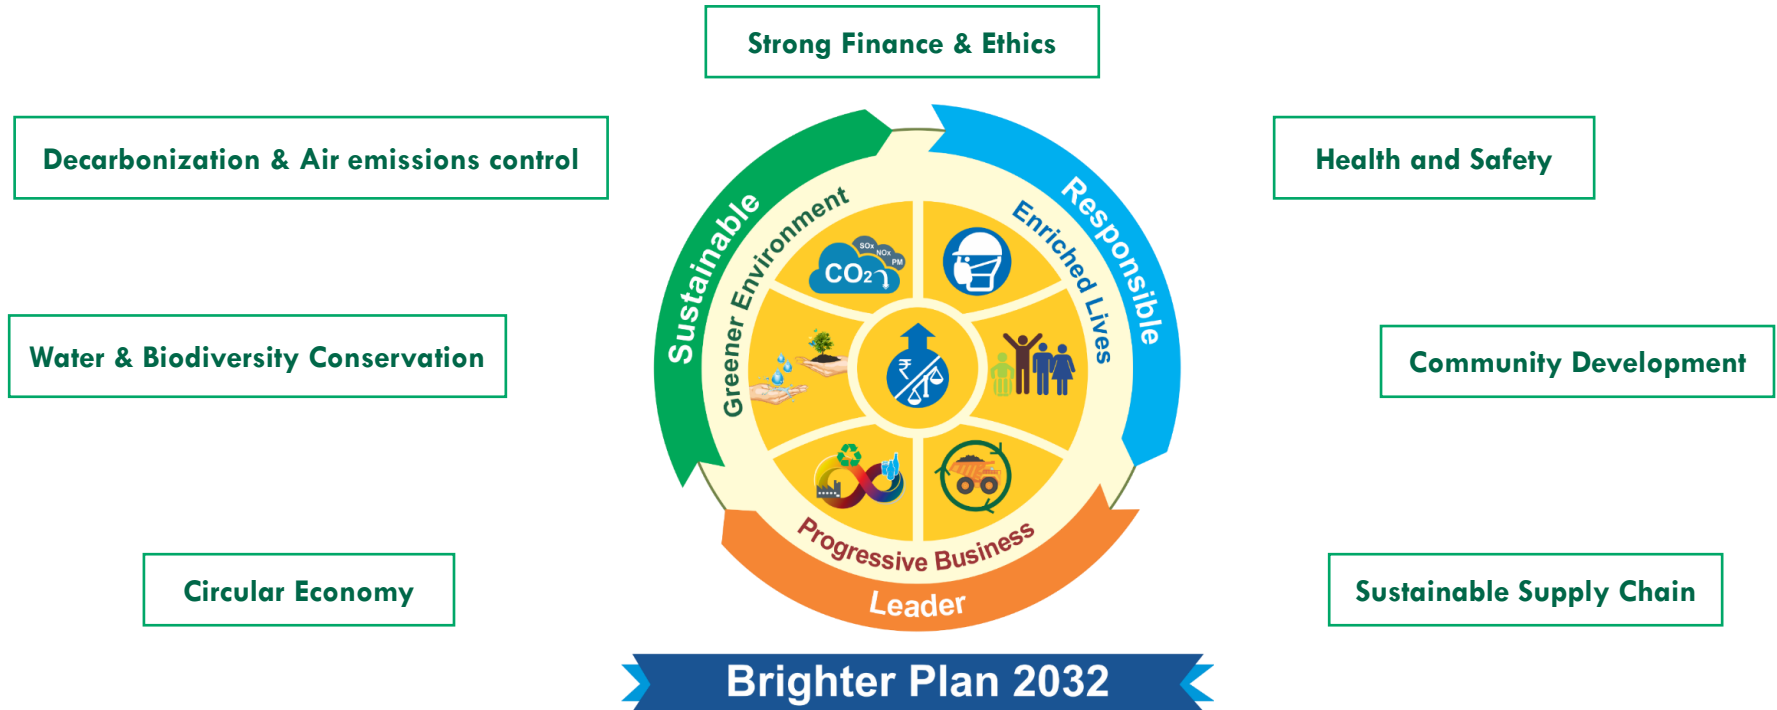 Strong Finance & Ethics
Decarbonization & Air emissions control
Health and Safety
Water & Biodiversity Conservation
Community Development
Circular Economy
Sustainable Supply Chain
Sustainable
Responsible
Leader
Greener Environment
Enriched Lives
Progressive Business
SOx
NOx
PM
CO2
₹
Brighter Plan 2032